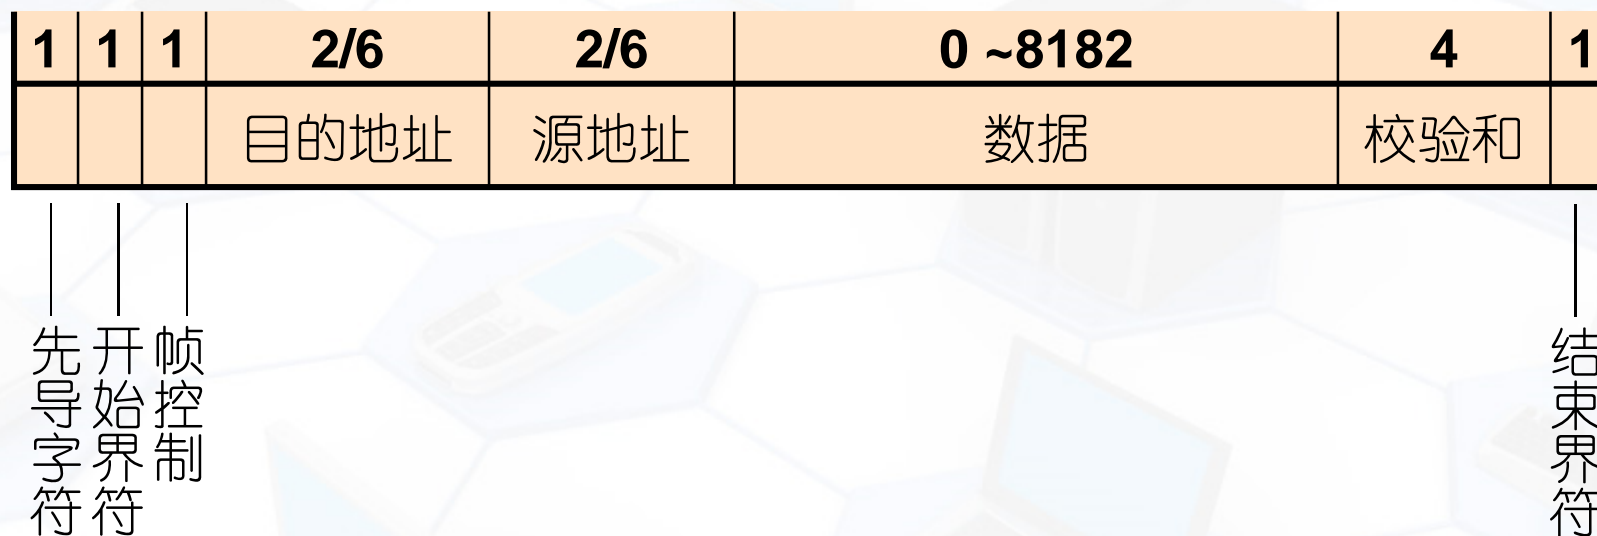 1 1 1 2/6 2/6 0 ~8182 4 1
目的地址 源地址 数据 校验和
先导字符
开始界符
帧控制
结束界符